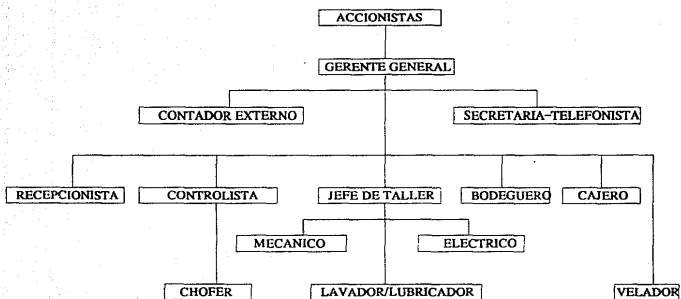 ACCIONISTAS
GERENTE GENERAL
CONTADOR EXTERNO
SECRETARIA-TELEFONISTA
RECEPCIONISTA
CONTROLISTA
JEFE DE TALLER
BODEGUERO
CAJERO
MECANICO
ELECTRICO
CHOFER
LAVADOR/LUBRICADOR
VELADOR